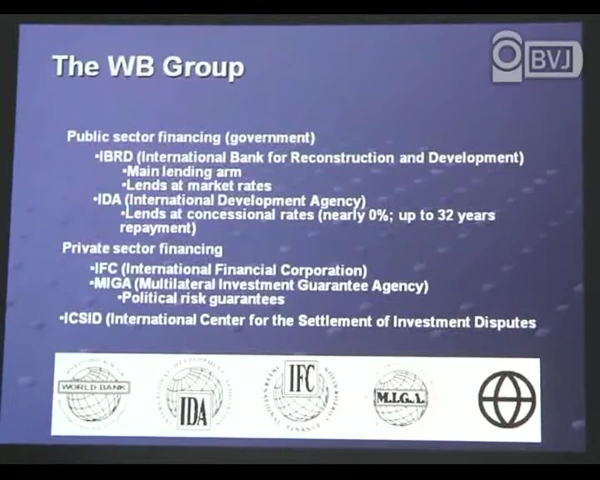 BVJ
The WB Group
Public sector financing (government)
•IBRD (International Bank for Reconstruction and Development)
•Main lending arm
•Lends at market rates
•IDA (International Development Agency)
•Lends at concessional rates (nearly 0%; up to 32 years
repayment)
Private sector financing
•IFC (International Financial Corporation)
•MIGA (Multilateral Investment Guarantee Agency)
•Political risk guarantees
•ICSID (International Center for the Settlement of Investment Disputes
WORLD BANK
IDA
IFC
M.I.G.A.